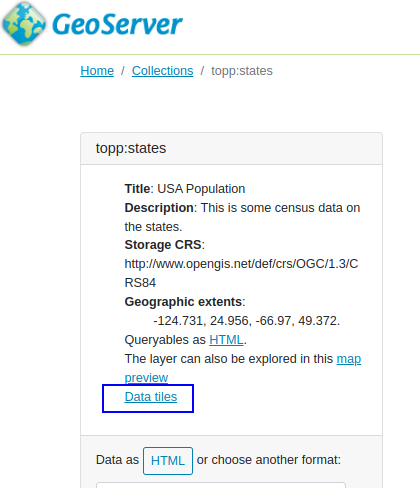 GeoServer
Home / Collections / topp:states
topp:states
Title: USA Population
Description: This is some census data on
the states.
Storage CRS:
http://www.opengis.net/def/crs/OGC/1.3/C
RS84
Geographic extents:
-124.731, 24.956, -66.97, 49.372.
Queryables as HTML.
The layer can also be explored in this map
preview
Data tiles
Data as HTML or choose another format: